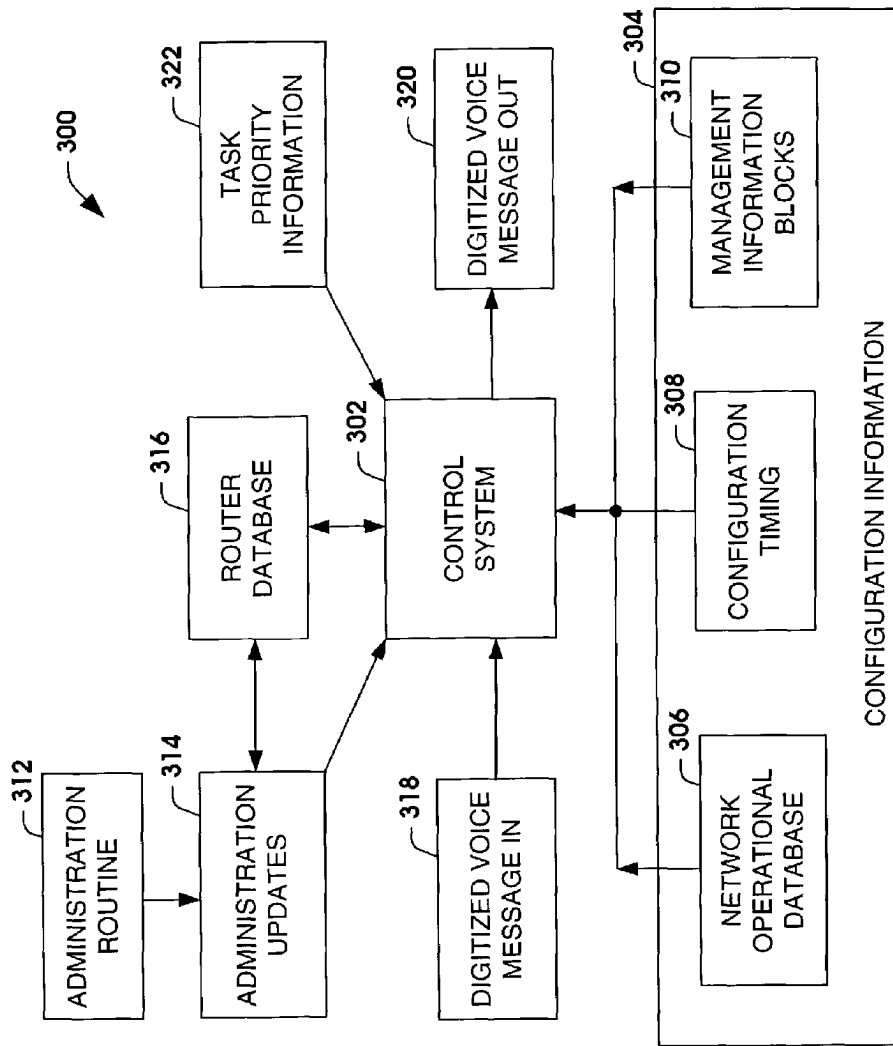 300
312
ADMINISTRATION
ROUTINE
314
ADMINISTRATION
UPDATES
316
ROUTER
DATABASE
322
TASK
PRIORITY
INFORMATION
318
DIGITIZED VOICE
MESSAGE IN
302
CONTROL
SYSTEM
320
DIGITIZED VOICE
MESSAGE OUT
304
306
NETWORK
OPERATIONAL
DATABASE
308
CONFIGURATION
TIMING
310
MANAGEMENT
INFORMATION
BLOCKS
CONFIGURATION INFORMATION